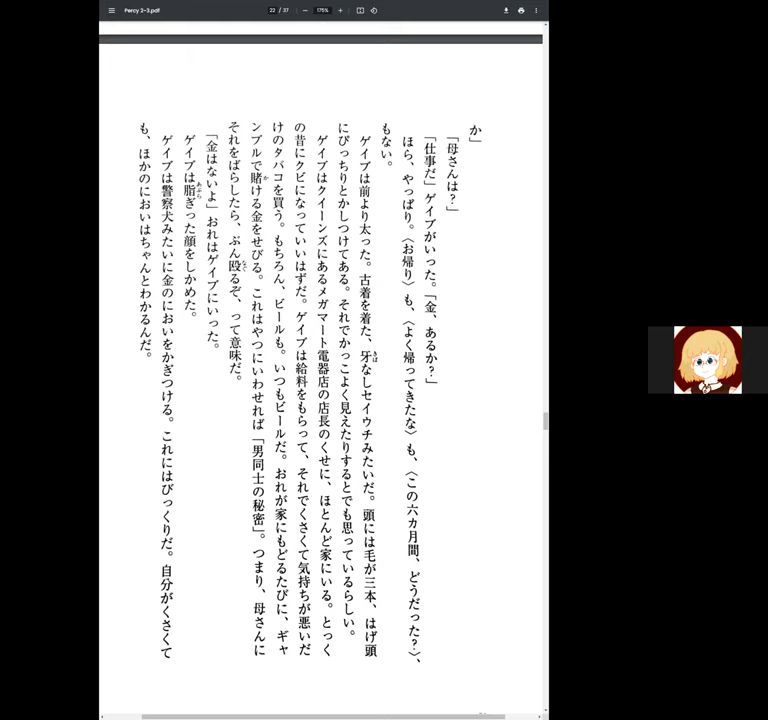 Percy 2-3.pdf
22 / 37
175%
か」
「母さんは？」
「仕事だ」ゲイブがいった。「金、あるか？」
ほら、やっぱり。〈お帰り〉も、〈よく帰ってきたな〉も、〈この六カ月間、どうだった？〉、
もない。
ゲイブは前より太った。古着を着た、牙なしセイウチみたいだ。頭には毛が三本、はげ頭
きば
にぴっちりとかしつけてある。それでかっこよく見えたりするとでも思っているらしい。
ゲイブはクイーンズにあるメガマート電器店の店長のくせに、ほとんど家にいる。とっく
の昔にクビになっていいはずだ。ゲイブは給料をもらって、それでくさくて気持ちが悪いだ
けのタバコを買う。もちろん、ビールも。いつもビールだ。おれが家にもどるたびに、ギャ
ンブルで賭ける金をせびる。これはやつにいわせれば「男同士の秘密」。つまり、母さんに
か
それをばらしたら、ぶん殴るぞ、って意味だ。
なぐ
「金はないよ」おれはゲイブにいった。
ゲイブは脂ぎった顔をしかめた。
あぶら
ゲイブは警察犬みたいに金のにおいをかぎつける。これにはびっくりだ。自分がくさくて
も、ほかのにおいはちゃんとわかるんだ。